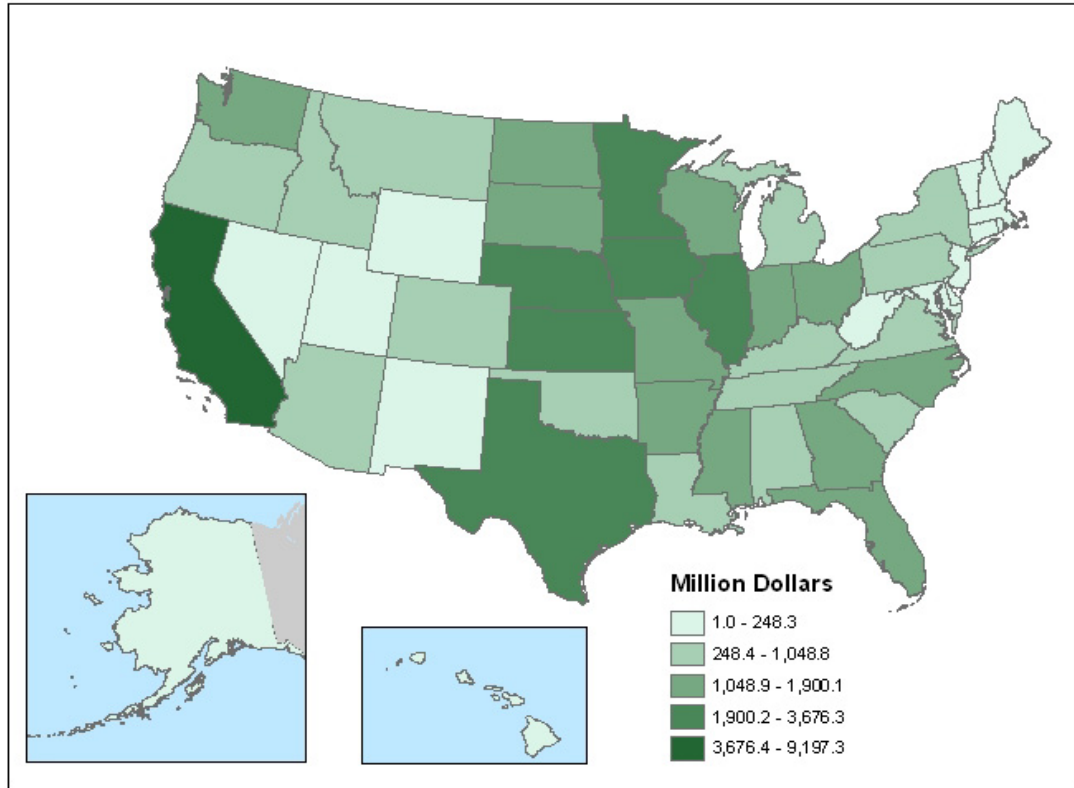 Million Dollars
1.0 - 248.3
248.4 - 1,048.8
1,048.9 - 1,900.1
1,900.2 - 3,676.3
3,676.4 - 9,197.3